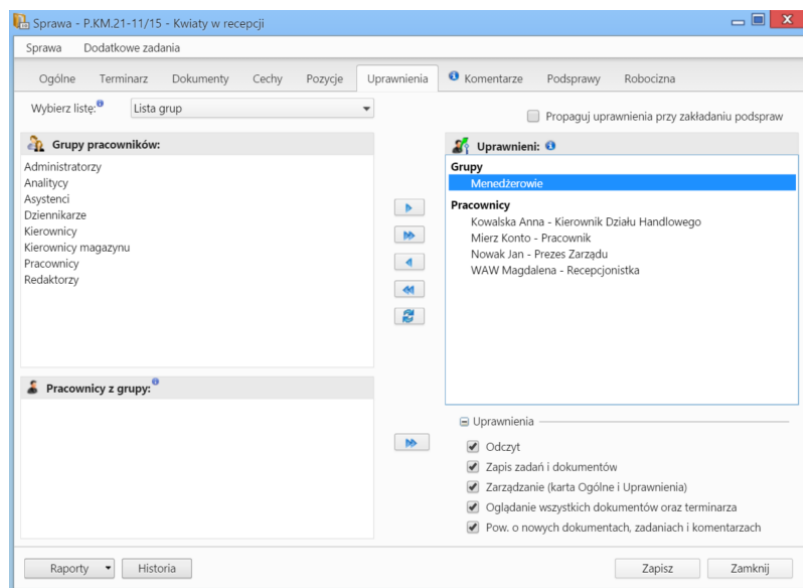 Sprawa - P.KM.21-11/15 - Kwiaty w recepcji
Sprawa Dodatkowe zadania
Ogólne Terminarz Dokumenty Cechy Pozycje Uprawnienia Komentarze Podsprawy Robocizna
Wybierz listę: Lista grup
Propaguj uprawnienia przy zakładaniu podspraw
Grupy pracowników:
Administratorzy
Analitycy
Asystenci
Dziennikarze
Kierownicy
Kierownicy magazynu
Pracownicy
Redaktorzy
Pracownicy z grupy:
Uprawnieni:
Grupy
Menedżerowie
Pracownicy
Kowalska Anna - Kierownik Działu Handlowego
Mierz Konto - Pracownik
Nowak Jan - Prezes Zarządu
WAW Magdalena - Recepcjonistka
Uprawnienia
Odczyt
Zapis zadań i dokumentów
Zarządzanie (karta Ogólne i Uprawnienia)
Oglądanie wszystkich dokumentów oraz terminarza
Pow. o nowych dokumentach, zadaniach i komentarzach
Raporty Historia Zapisz Zamknij